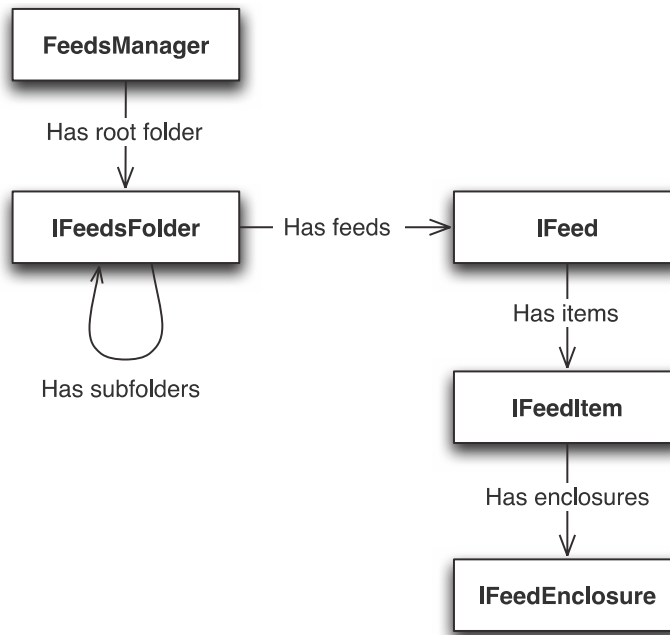 FeedsManager
Has root folder
IFeedsFolder
Has feeds
IFeed
Has subfolders
Has items
IFeedItem
Has enclosures
IFeedEnclosure